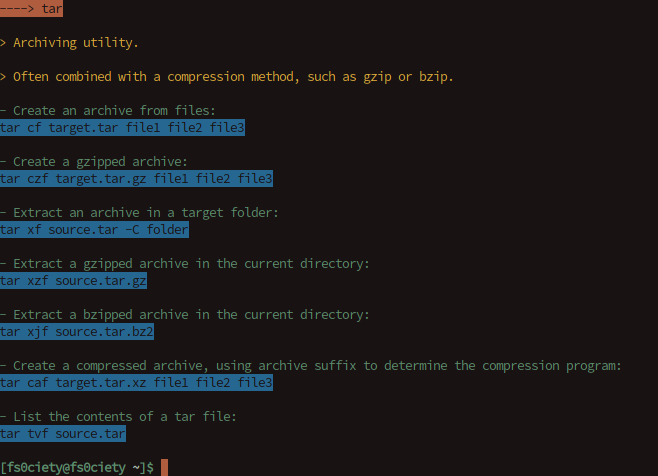 ----> tar
> Archiving utility.
> Often combined with a compression method, such as gzip or bzip.
- Create an archive from files:
tar cf target.tar file1 file2 file3
- Create a gzipped archive:
tar czf target.tar.gz file1 file2 file3
- Extract an archive in a target folder:
tar xf source.tar -C folder
- Extract a gzipped archive in the current directory:
tar xzf source.tar.gz
- Extract a bzipped archive in the current directory:
tar xjf source.tar.bz2
- Create a compressed archive, using archive suffix to determine the compression program:
tar caf target.tar.xz file1 file2 file3
- List the contents of a tar file:
tar tvf source.tar
[fs0ciety@fs0ciety ~]$